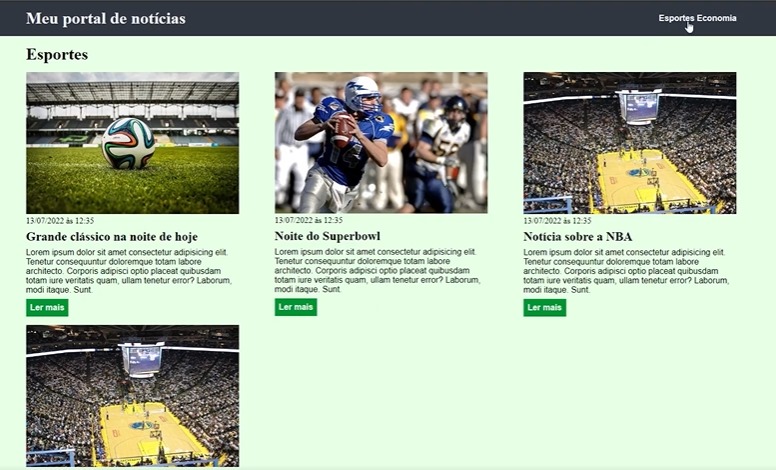 Meu portal de notícias
Esportes Economia
Esportes
13/07/2022 às 12:35
Grande clássico na noite de hoje
Lorem ipsum dolor sit amet consectetur adipisicing elit.
Tenetur consequuntur doloremque totam labore
architecto. Corporis adipisci optio placeat quibusdam
totam iure veritatis quam, ullam tenetur error? Laborum,
modi itaque. Sunt.
Ler mais
13/07/2022 às 12:35
Noite do Superbowl
Lorem ipsum dolor sit amet consectetur adipisicing elit.
Tenetur consequuntur doloremque totam labore
architecto. Corporis adipisci optio placeat quibusdam
totam iure veritatis quam, ullam tenetur error? Laborum,
modi itaque. Sunt.
Ler mais
13/07/2022 às 12:35
Notícia sobre a NBA
Lorem ipsum dolor sit amet consectetur adipisicing elit.
Tenetur consequuntur doloremque totam labore
architecto. Corporis adipisci optio placeat quibusdam
totam iure veritatis quam, ullam tenetur error? Laborum,
modi itaque. Sunt.
Ler mais